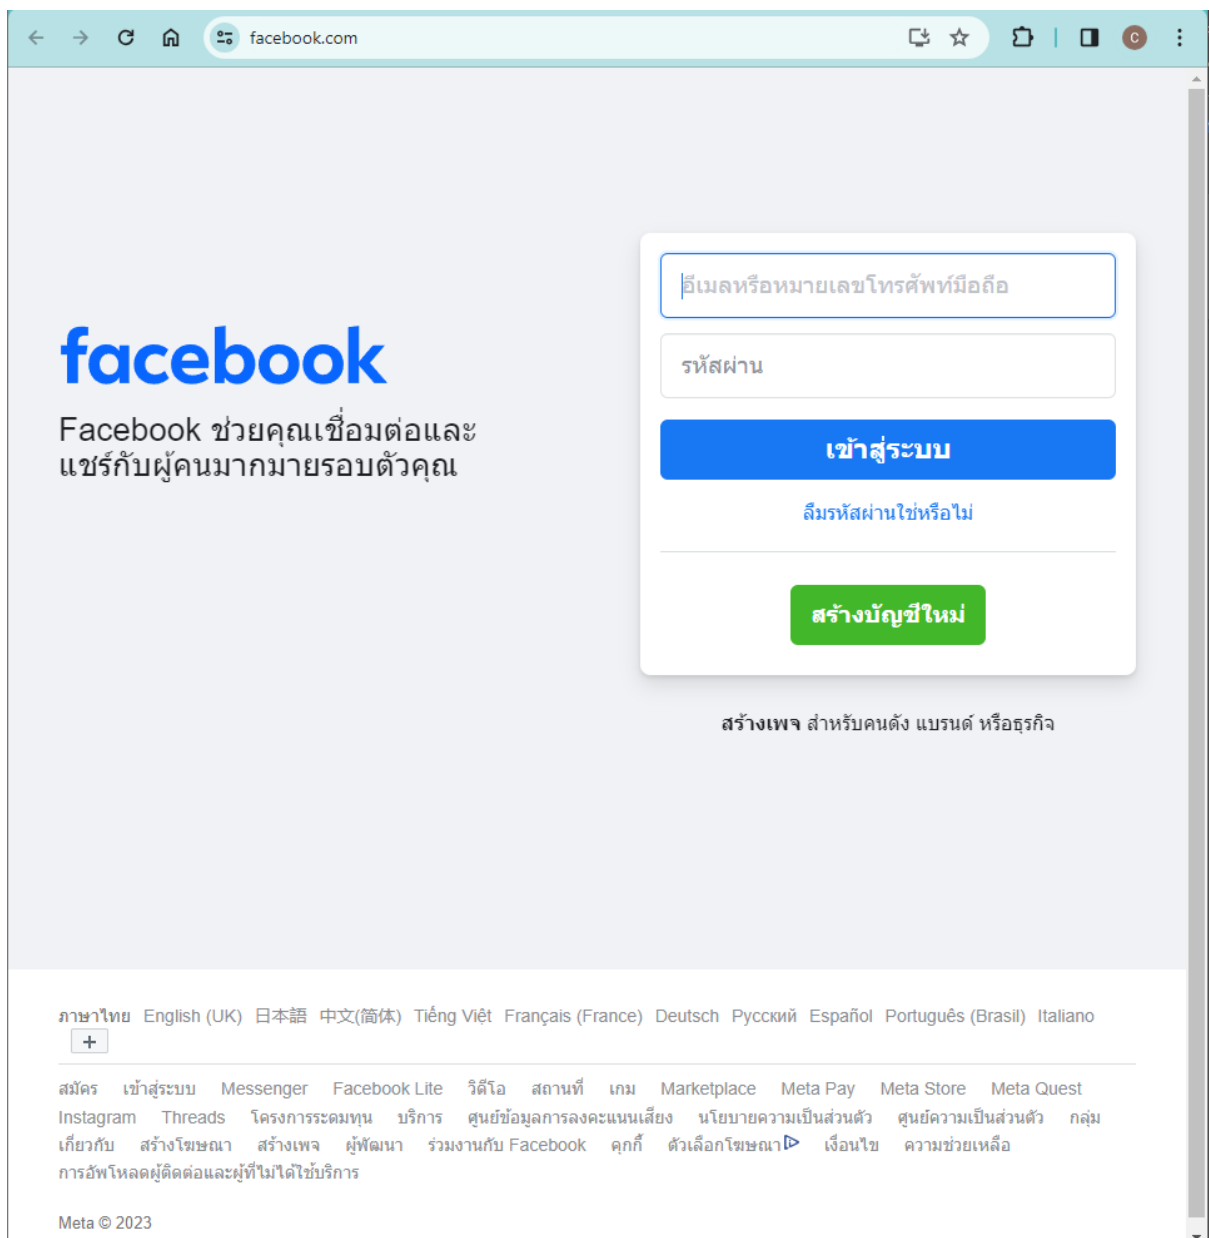 facebook.com
C
อีเมลหรือหมายเลขโทรศัพท์มือถือ
รหัสผ่าน
facebook
Facebook ช่วยคุณเชื่อมต่อและ
แชร์กับผู้คนมากมายรอบตัวคุณ
เข้าสู่ระบบ
ลืมรหัสผ่านใช่หรือไม่
สร้างบัญชีใหม่
สร้างเพจ สำหรับคนดัง แบรนด์ หรือธุรกิจ
ภาษาไทย English (UK) 日本語 中文(简体) Tiếng Việt Français (France) Deutsch Русский Español Português (Brasil) Italiano
+
สมัคร เข้าสู่ระบบ Messenger Facebook Lite วิดีโอ สถานที่ เกม Marketplace Meta Pay Meta Store Meta Quest
Instagram Threads โครงการระดมทุน บริการ ศูนย์ข้อมูลการลงคะแนนเสียง นโยบายความเป็นส่วนตัว ศูนย์ความเป็นส่วนตัว กลุ่ม
เกี่ยวกับ สร้างโฆษณา สร้างเพจ ผู้พัฒนา ร่วมงานกับ Facebook คุกกี้ ตัวเลือกโฆษณา เงื่อนไข ความช่วยเหลือ
การอัพโหลดผู้ติดต่อและผู้ที่ไม่ได้ใช้บริการ
Meta © 2023